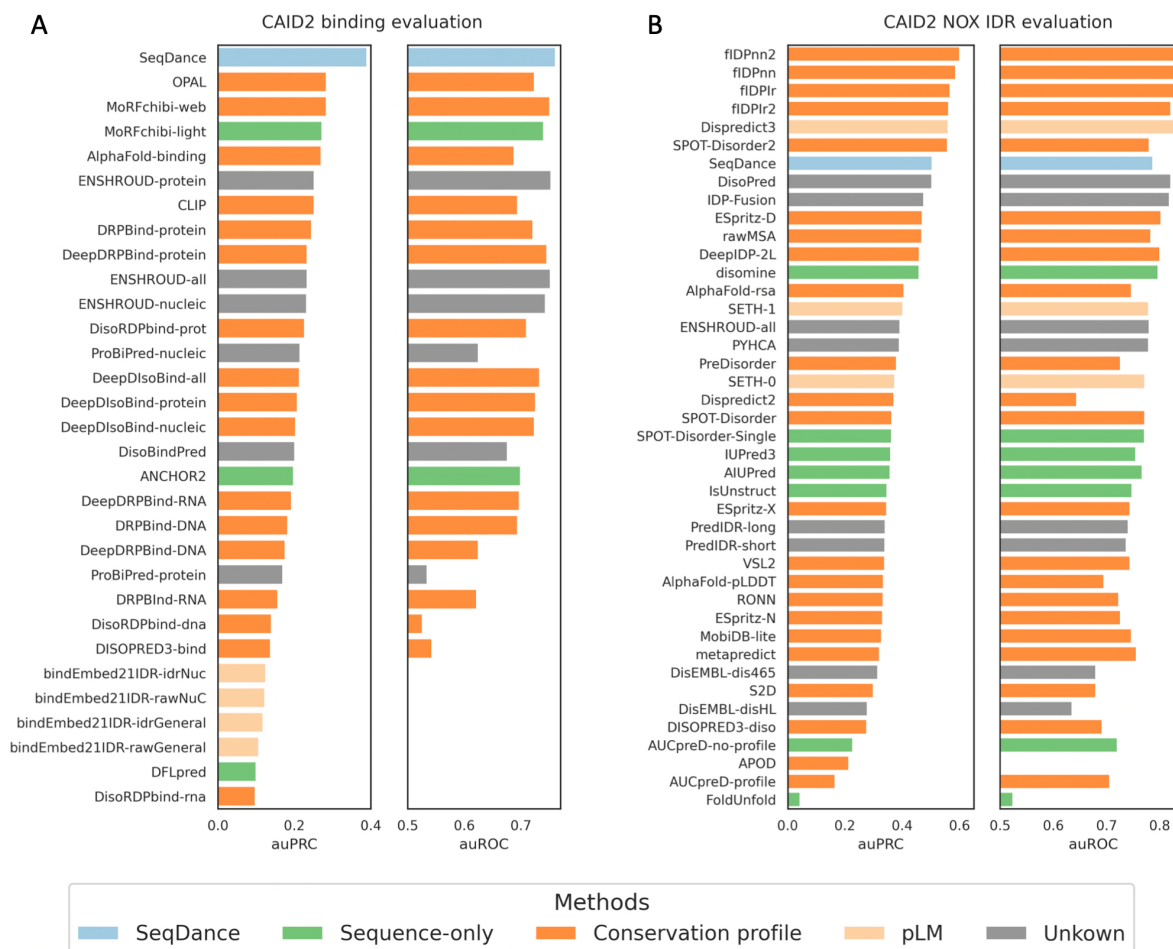 A
CAID2 binding evaluation
SeqDance
OPAL
MoRFchibi-web
MoRFchibi-light
AlphaFold-binding
ENSHROUD-protein
CLIP
DRPBind-protein
DeepDRPBind-protein
ENSHROUD-all
ENSHROUD-nucleic
DisoRDPbind-prot
ProBiPred-nucleic
DeepDIsoBind-all
DeepDIsoBind-protein
DeepDIsoBind-nucleic
DisoBindPred
ANCHOR2
DeepDRPBind-RNA
DRPBind-DNA
DeepDRPBind-DNA
ProBiPred-protein
DRPBInd-RNA
DisoRDPbind-dna
DISOPRED3-bind
bindEmbed21IDR-idrNuc
bindEmbed21IDR-rawNuC
bindEmbed21IDR-idrGeneral
bindEmbed21IDR-rawGeneral
DFLpred
DisoRDPbind-rna
0.0 0.2 0.4 0.5 0.6 0.7
auPRC auROC
B
CAID2 NOX IDR evaluation
flDPnn2
flDPnn
flDPlr
flDPlr2
Dispredict3
SPOT-Disorder2
SeqDance
DisoPred
IDP-Fusion
ESpritz-D
rawMSA
DeepIDP-2L
disomine
AlphaFold-rsa
SETH-1
ENSHROUD-all
PYHCA
PreDisorder
SETH-0
Dispredict2
SPOT-Disorder
SPOT-Disorder-Single
IUPred3
AIUPred
IsUnstruct
ESpritz-X
PredIDR-long
PredIDR-short
VSL2
AlphaFold-pLDDT
RONN
ESpritz-N
MobiDB-lite
metapredict
DisEMBL-dis465
S2D
DisEMBL-disHL
DISOPRED3-diso
AUCpreD-no-profile
APOD
AUCpreD-profile
FoldUnfold
0.0 0.2 0.4 0.6 0.5 0.6 0.7 0.8
auPRC auROC
Methods
SeqDance Sequence-only Conservation profile pLM Unkown